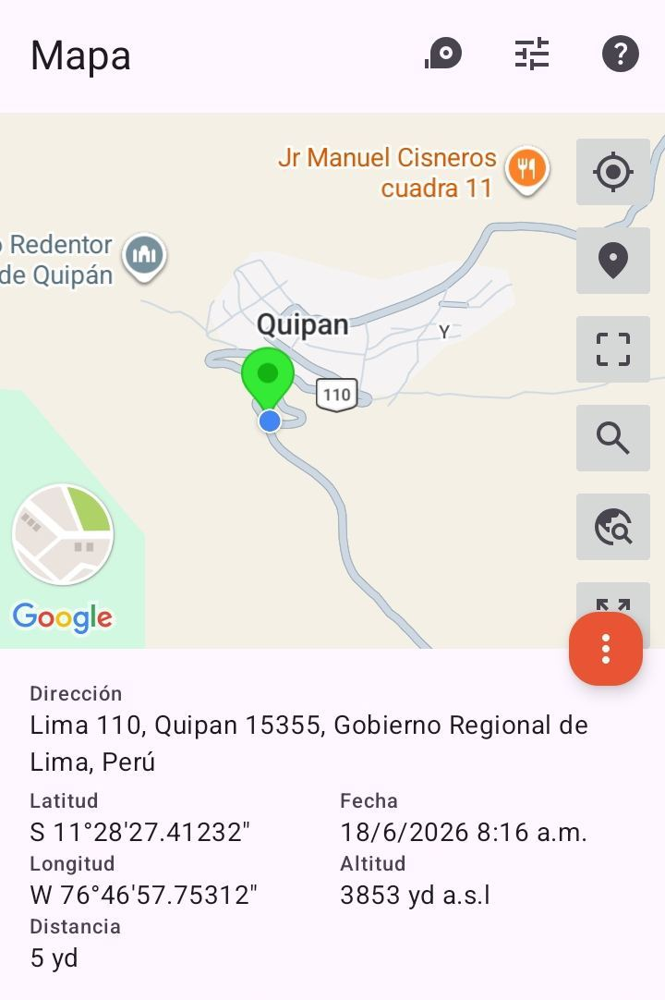 Mapa
Jr Manuel Cisneros
cuadra 11
Redentor
de Quipán
Quipan
Y
110
Google
Dirección
Lima 110, Quipan 15355, Gobierno Regional de
Lima, Perú
Latitud
S 11°28'27.41232"
Fecha
18/6/2026 8:16 a.m.
Longitud
W 76°46'57.75312"
Altitud
3853 yd a.s.l
Distancia
5 yd